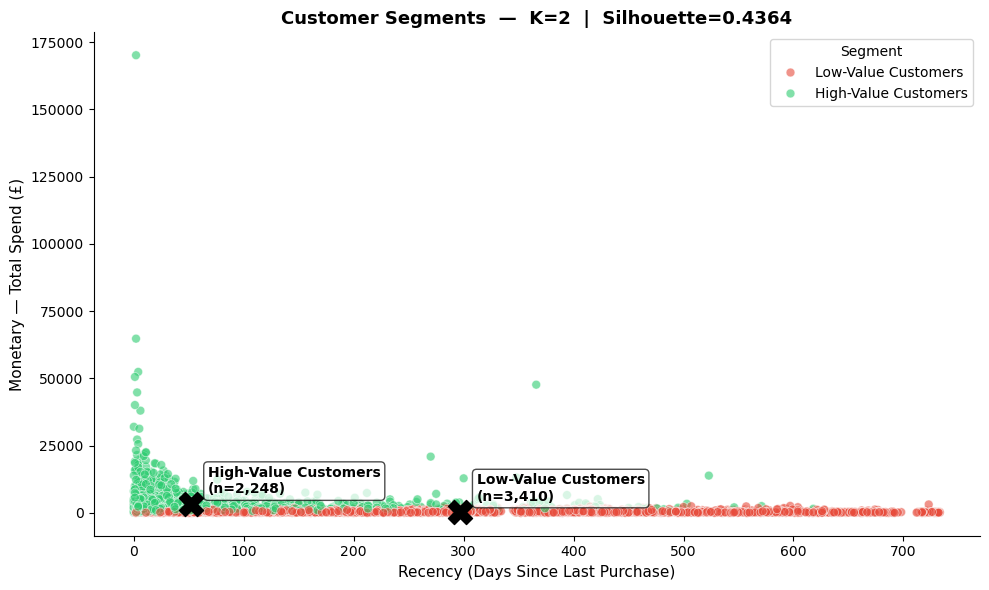 Customer Segments — K=2 | Silhouette=0.4364
Monetary — Total Spend (£)
175000
150000
125000
100000
75000
50000
25000
0
Segment
Low-Value Customers
High-Value Customers
High-Value Customers
(n=2,248)
Low-Value Customers
(n=3,410)
0 100 200 300 400 500 600 700
Recency (Days Since Last Purchase)